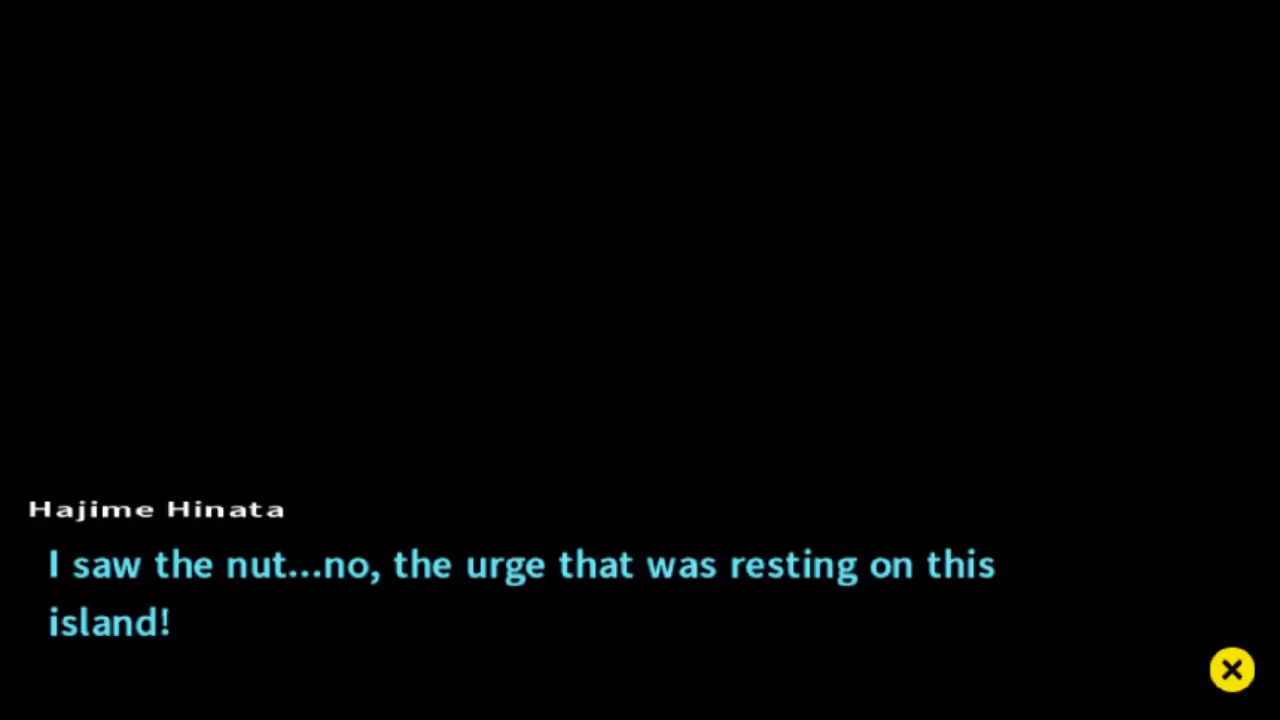 Hajime Hinata
I saw the nut...no, the urge that was resting on this
island!